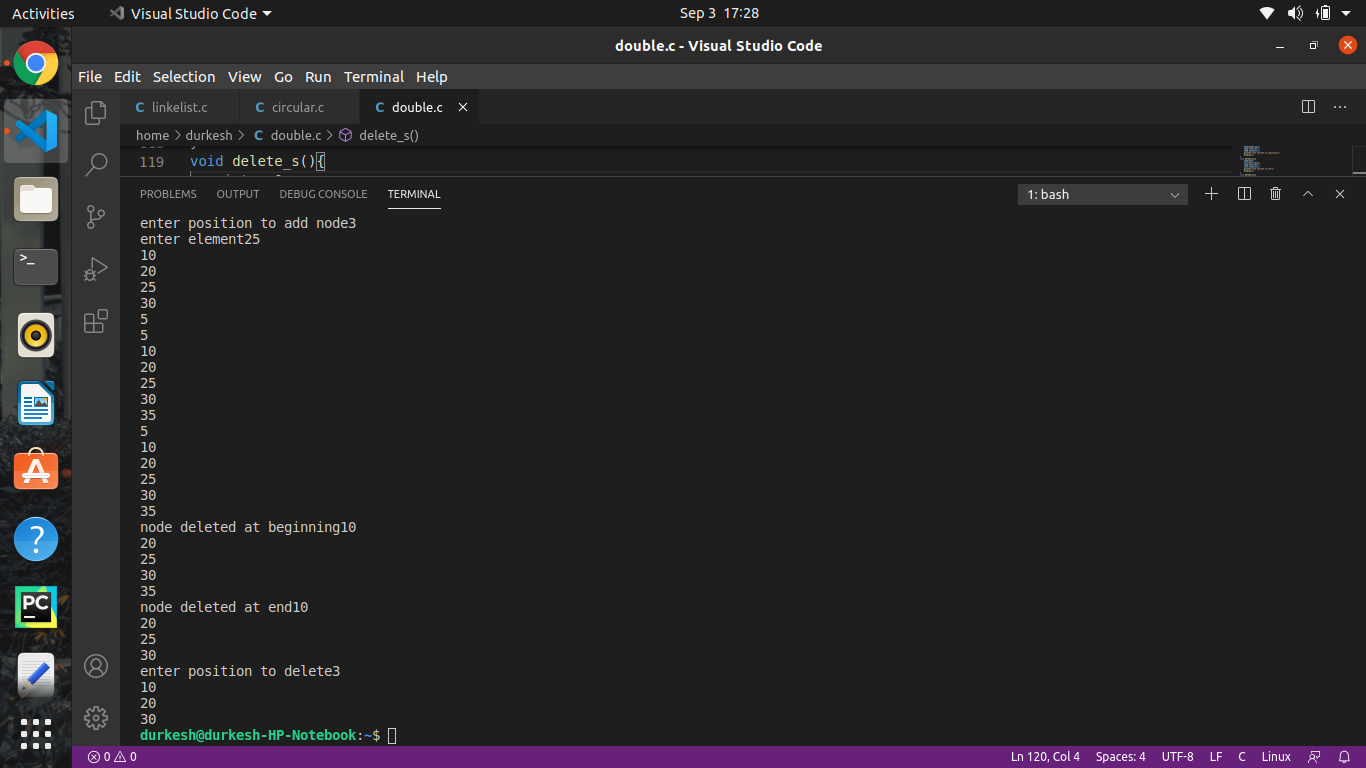 Activities Visual Studio Code Sep 3 17:28
double.c - Visual Studio Code
File Edit Selection View Go Run Terminal Help
C linkelist.c C circular.c C double.c
home > durkesh > C double.c > delete_s()
119 void delete_s(){
PROBLEMS OUTPUT DEBUG CONSOLE TERMINAL 1: bash
enter position to add node3
enter element25
10
20
25
30
5
5
10
20
25
30
35
5
10
20
25
30
35
node deleted at beginning10
20
25
30
35
node deleted at end10
20
25
30
enter position to delete3
10
20
30
durkesh@durkesh-HP-Notebook:~$
PC
0 0 Ln 120, Col 4 Spaces: 4 UTF-8 LF C Linux